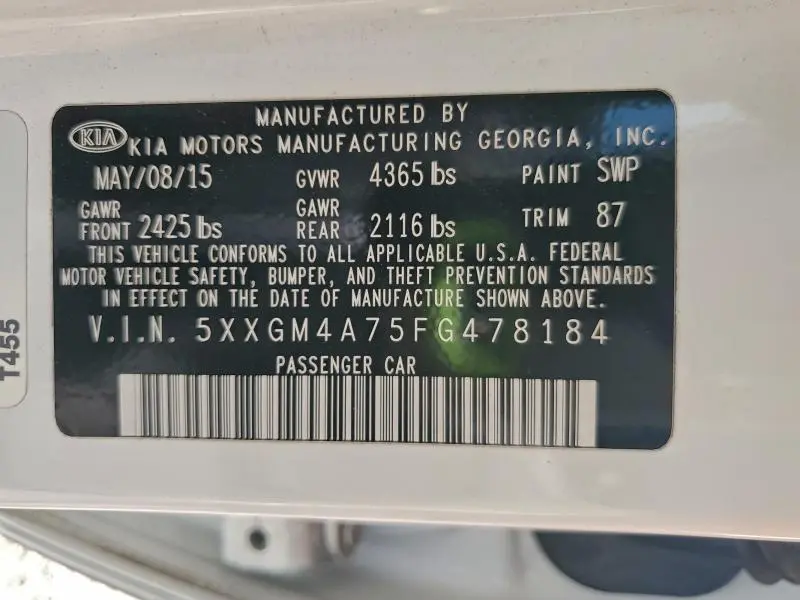 MANUFACTURED BY
KIA KIA MOTORS MANUFACTURING GEORGIA, INC.
MAY/08/15 GVWR 4365 lbs PAINT SWP
GAWR FRONT 2425 lbs GAWR REAR 2116 lbs TRIM 87
THIS VEHICLE CONFORMS TO ALL APPLICABLE U.S.A. FEDERAL
MOTOR VEHICLE SAFETY, BUMPER, AND THEFT PREVENTION STANDARDS
IN EFFECT ON THE DATE OF MANUFACTURE SHOWN ABOVE.
V.I.N. 5XXGM4A75FG478184
PASSENGER CAR
T455